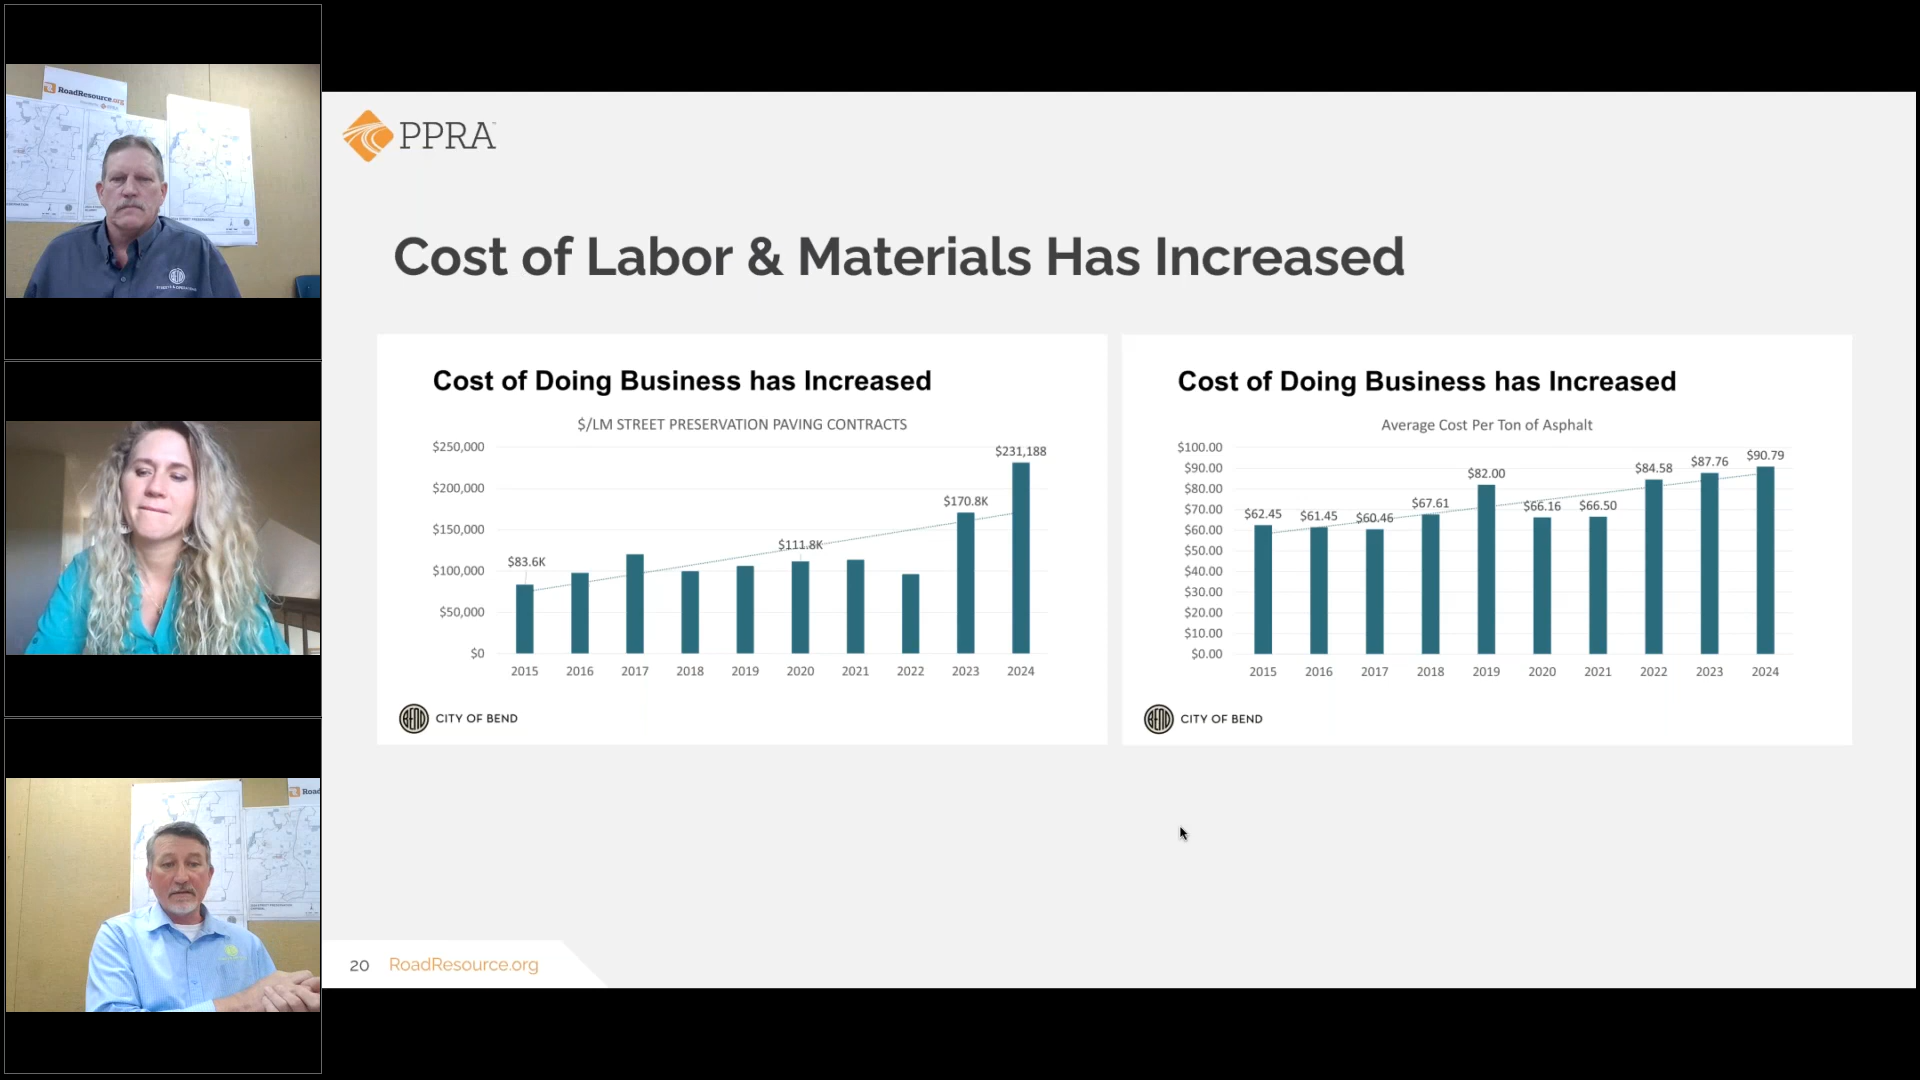 RoadResource.org
PPRA
Cost of Labor & Materials Has Increased
Cost of Doing Business has Increased
$/LM STREET PRESERVATION PAVING CONTRACTS
$250,000
$200,000
$150,000
$100,000
$50,000
$0
$83.6K
$111.8K
$170.8K
$231,188
2015 2016 2017 2018 2019 2020 2021 2022 2023 2024
BEND CITY OF BEND
Cost of Doing Business has Increased
Average Cost Per Ton of Asphalt
$100.00
$90.00
$80.00
$70.00
$60.00
$50.00
$40.00
$30.00
$20.00
$10.00
$0.00
$62.45 $61.45 $60.46 $67.61 $82.00 $66.16 $66.50 $84.58 $87.76 $90.79
2015 2016 2017 2018 2019 2020 2021 2022 2023 2024
BEND CITY OF BEND
Road
20 RoadResource.org